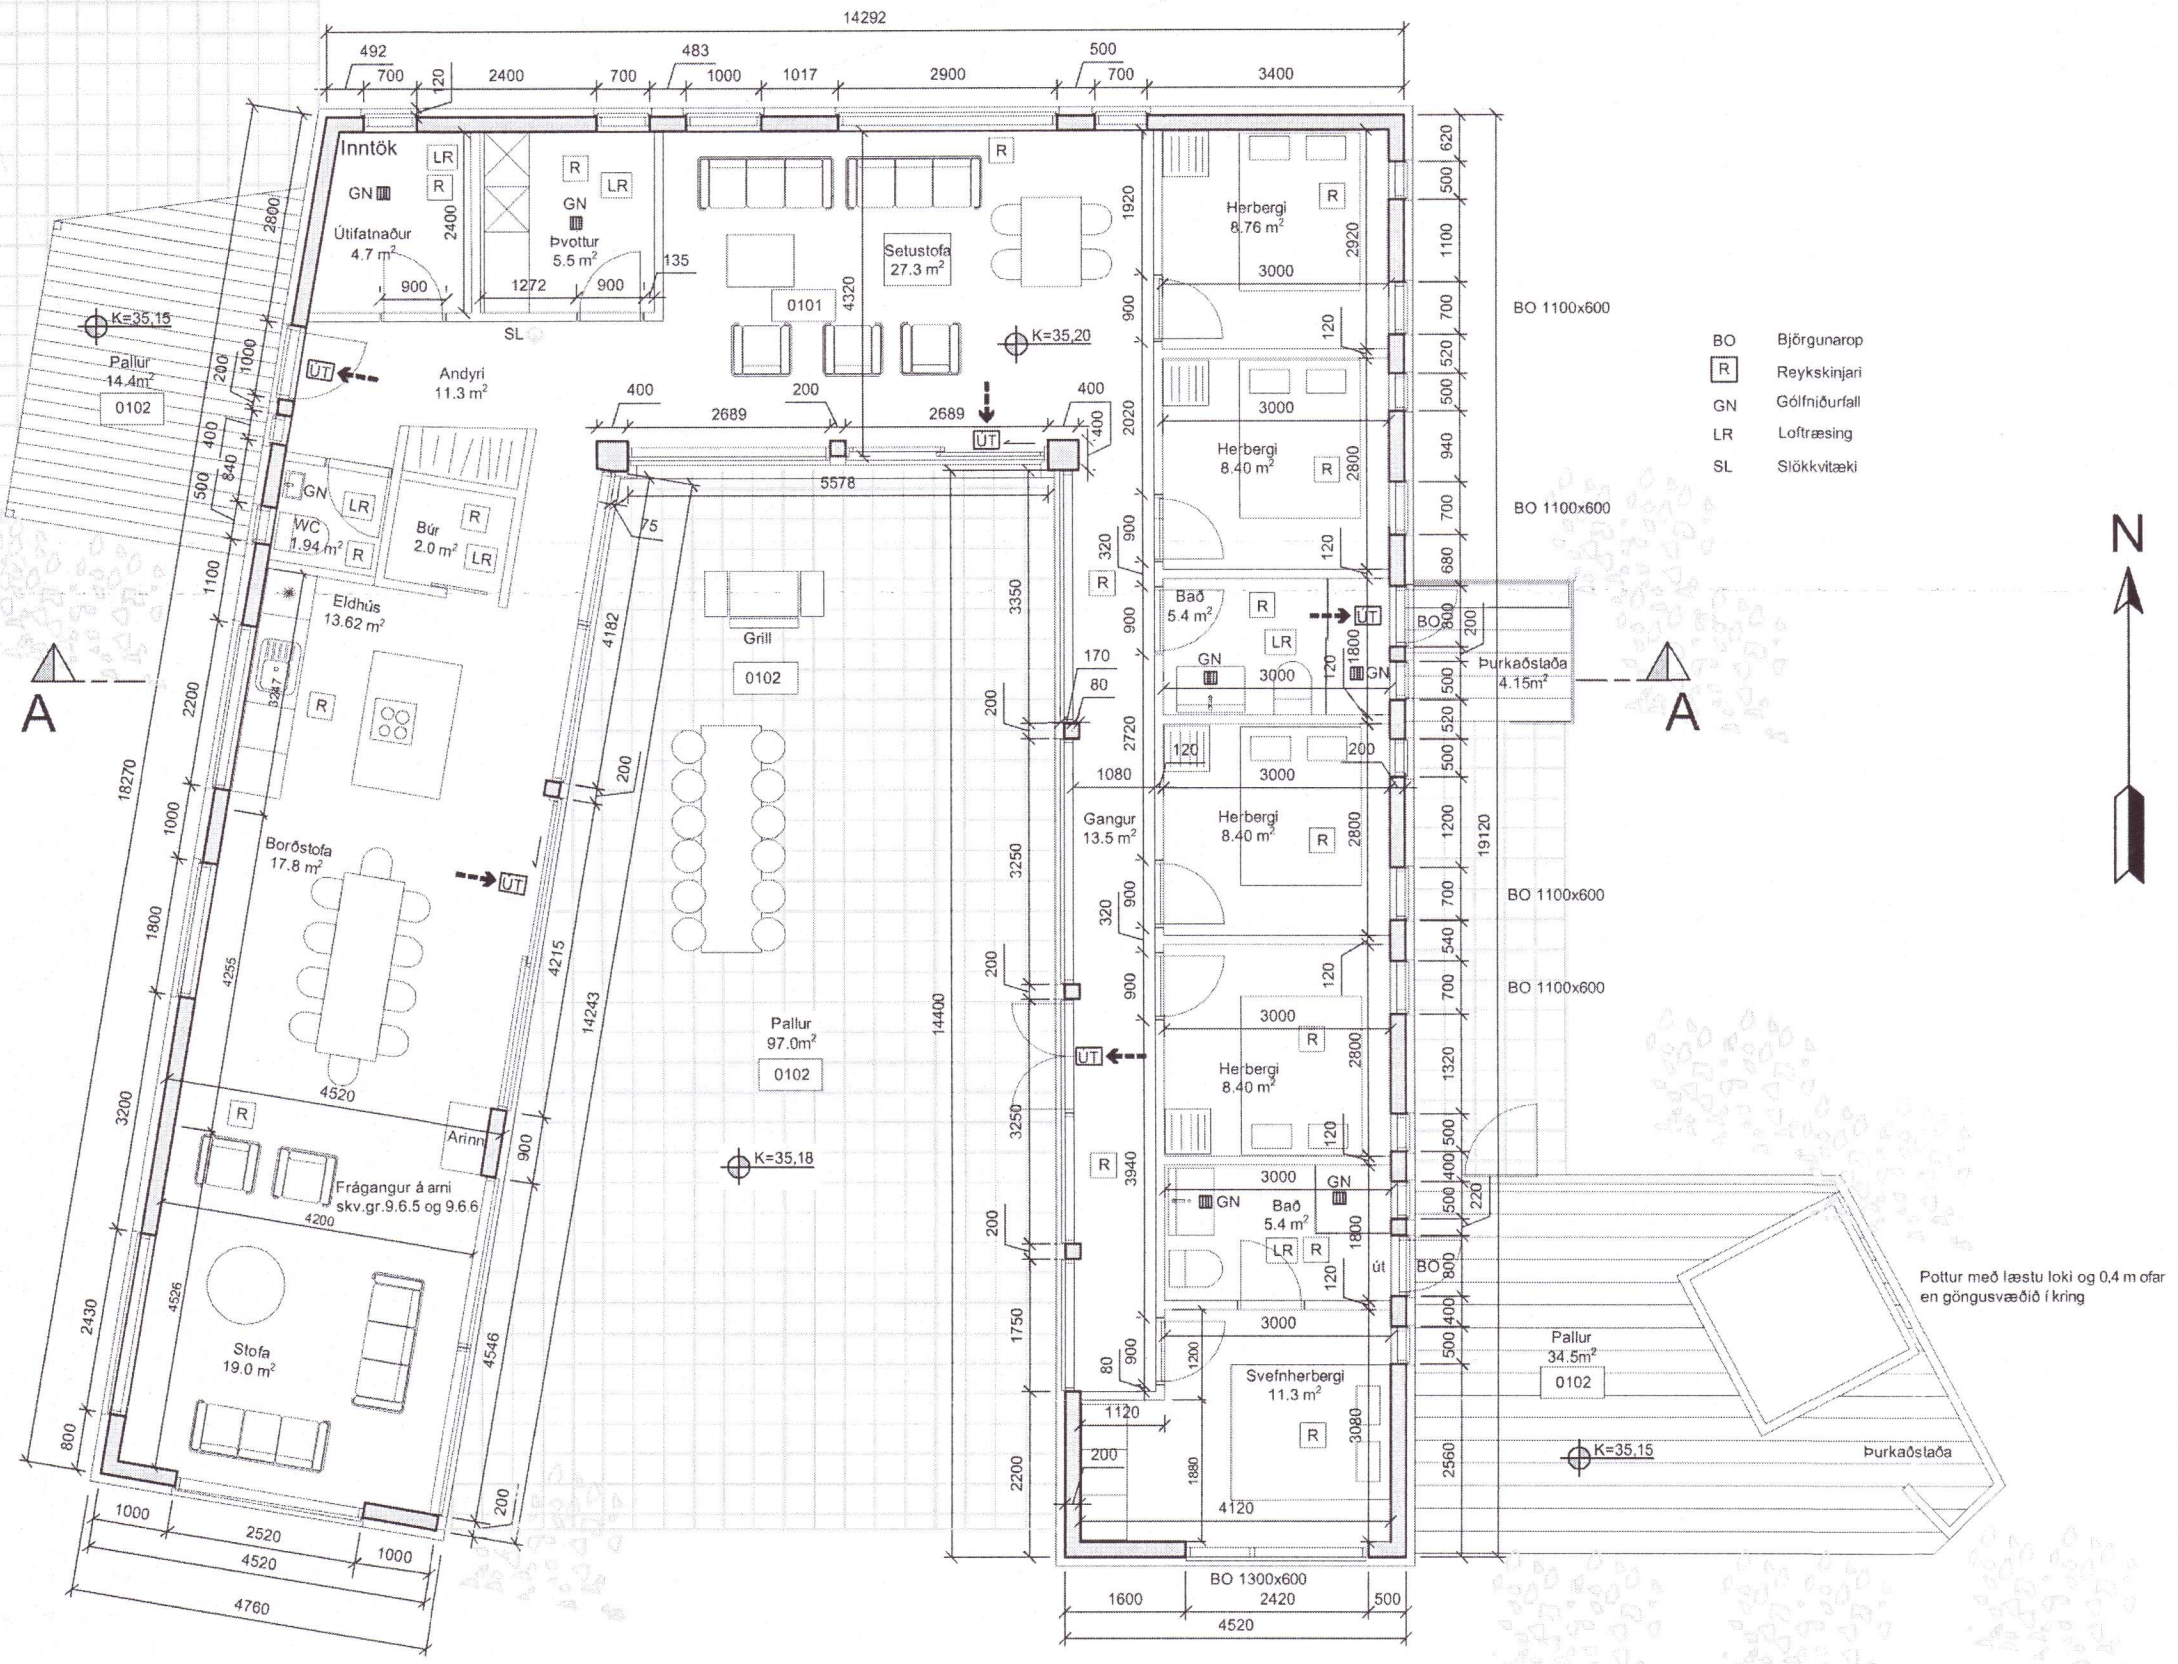 14292
492
483
500
700
120
2400
700
1000
1017
2900
700
3400
Inntök
LR
GN
R
Útifatnaður
4.7 m²
2400
900
R
LR
GN
Þvottur
5.5 m²
1272
900
135
SL
R
Setustofa
27.3 m²
0101
4320
K=35,20
1920
900
2020
Herbergi
8.76 m²
R
2920
3000
120
620
500
1100
700
520
500
940
700
680
BO 1100x600
BO 1100x600
BO Björgunarop
R Reykskinjari
GN Gólfniðurfall
LR Loftræsing
SL Slökkvitæki
N
2800
K=35,15
Pallur
14.4m²
0102
200
1000
400
840
500
1100
ÚT
Andyri
11.3 m²
400
2689
200
2689
400
400
ÚT
5578
75
3000
Herbergi
8.40 m²
R
2800
120
GN
LR
WC
1.94 m²
R
Búr
2.0 m²
R
LR
Eldhús
13.62 m²
3247
R
2200
Grill
0102
4182
200
3350
200
170
80
320
900
R
900
2720
Bað
5.4 m²
R
LR
GN
3000
120
1800
ÚT
GN
BO
800
200
500
520
500
Þurkaðstaða
4.15m²
A
A
18270
1000
1800
Borðstofa
17.8 m²
4255
ÚT
4215
14243
14400
3250
200
1080
120
200
3000
Gangur
13.5 m²
Herbergi
8.40 m²
R
2800
900
320
900
120
1200
700
540
700
1320
19120
BO 1100x600
BO 1100x600
Pallur
97.0m²
0102
ÚT
3000
Herbergi
8.40 m²
R
2800
120
3200
4520
R
Arinn
900
Frágangur á arni
skv.gr.9.6.5 og 9.6.6
4200
K=35,18
3250
R
3940
200
3000
GN
GN
Bað
5.4 m²
LR
R
1800
120
út
BO
500
400
500
220
800
400
500
2430
4526
Stofa
19.0 m²
4546
800
200
1000
2520
1000
4520
4760
1750
80
900
1200
3000
Svefnherbergi
11.3 m²
R
3080
1120
200
1880
4120
2200
2560
Pallur
34.5m²
0102
K=35,15
Þurkaðstaða
Pottur með læstu loki og 0,4 m ofar
en göngusvæðið í kring
BO 1300x600
1600
2420
500
4520